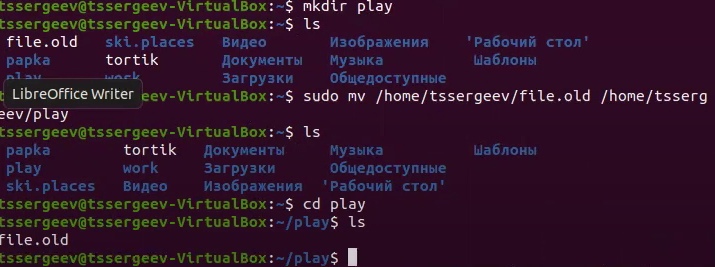 tssergeev@tssergeev-VirtualBox:~$ mkdir play
tssergeev@tssergeev-VirtualBox:~$ ls
file.old ski.places Видео Изображения 'Рабочий стол'
papka tortik Документы Музыка Шаблоны
play work Загрузки Общедоступные
LibreOffice Writer
tssergeev@tssergeev-VirtualBox:~$ sudo mv /home/tssergeev/file.old /home/tsserg
eev/play
tssergeev@tssergeev-VirtualBox:~$ ls
papka tortik Документы Музыка Шаблоны
play work Загрузки Общедоступные
ski.places Видео Изображения 'Рабочий стол'
tssergeev@tssergeev-VirtualBox:~$ cd play
tssergeev@tssergeev-VirtualBox:~/play$ ls
file.old
tssergeev@tssergeev-VirtualBox:~/play$